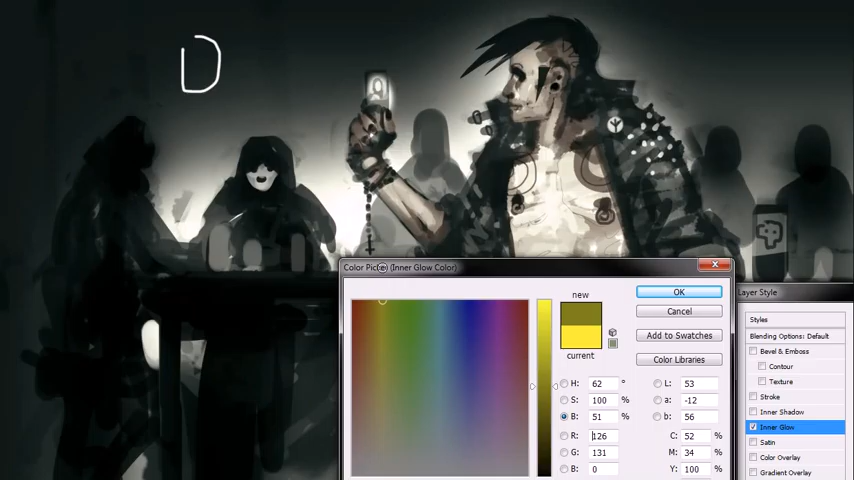 D
Color Picker (Inner Glow Color)
new
current
OK
Cancel
Add to Swatches
Color Libraries
H: 62 °
S: 100 %
B: 51 %
R: 126
G: 131
B: 0
L: 53
a: -12
b: 56
C: 52 %
M: 34 %
Y: 100 %
Layer Style
Styles
Blending Options: Default
Bevel & Emboss
Contour
Texture
Stroke
Inner Shadow
Inner Glow
Satin
Color Overlay
Gradient Overlay